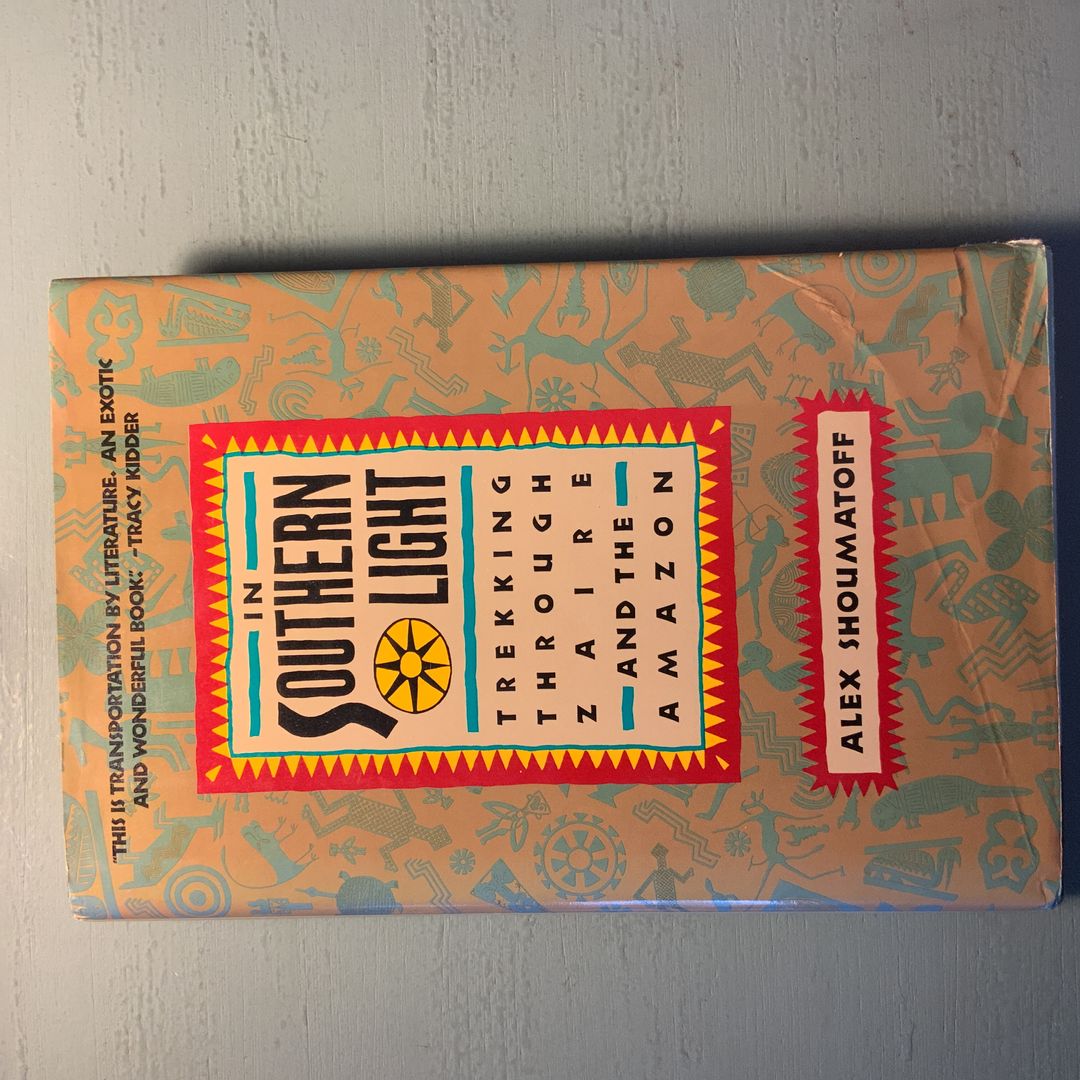 "THIS IS TRANSPORTATION BY LITERATURE. AN EXOTIC
AND WONDERFUL BOOK." –TRACY KIDDER
IN
SOUTHERN
LIGHT
TREKKING
THROUGH
ZAIRE
AND THE
AMAZON
ALEX SHOUMATOFF